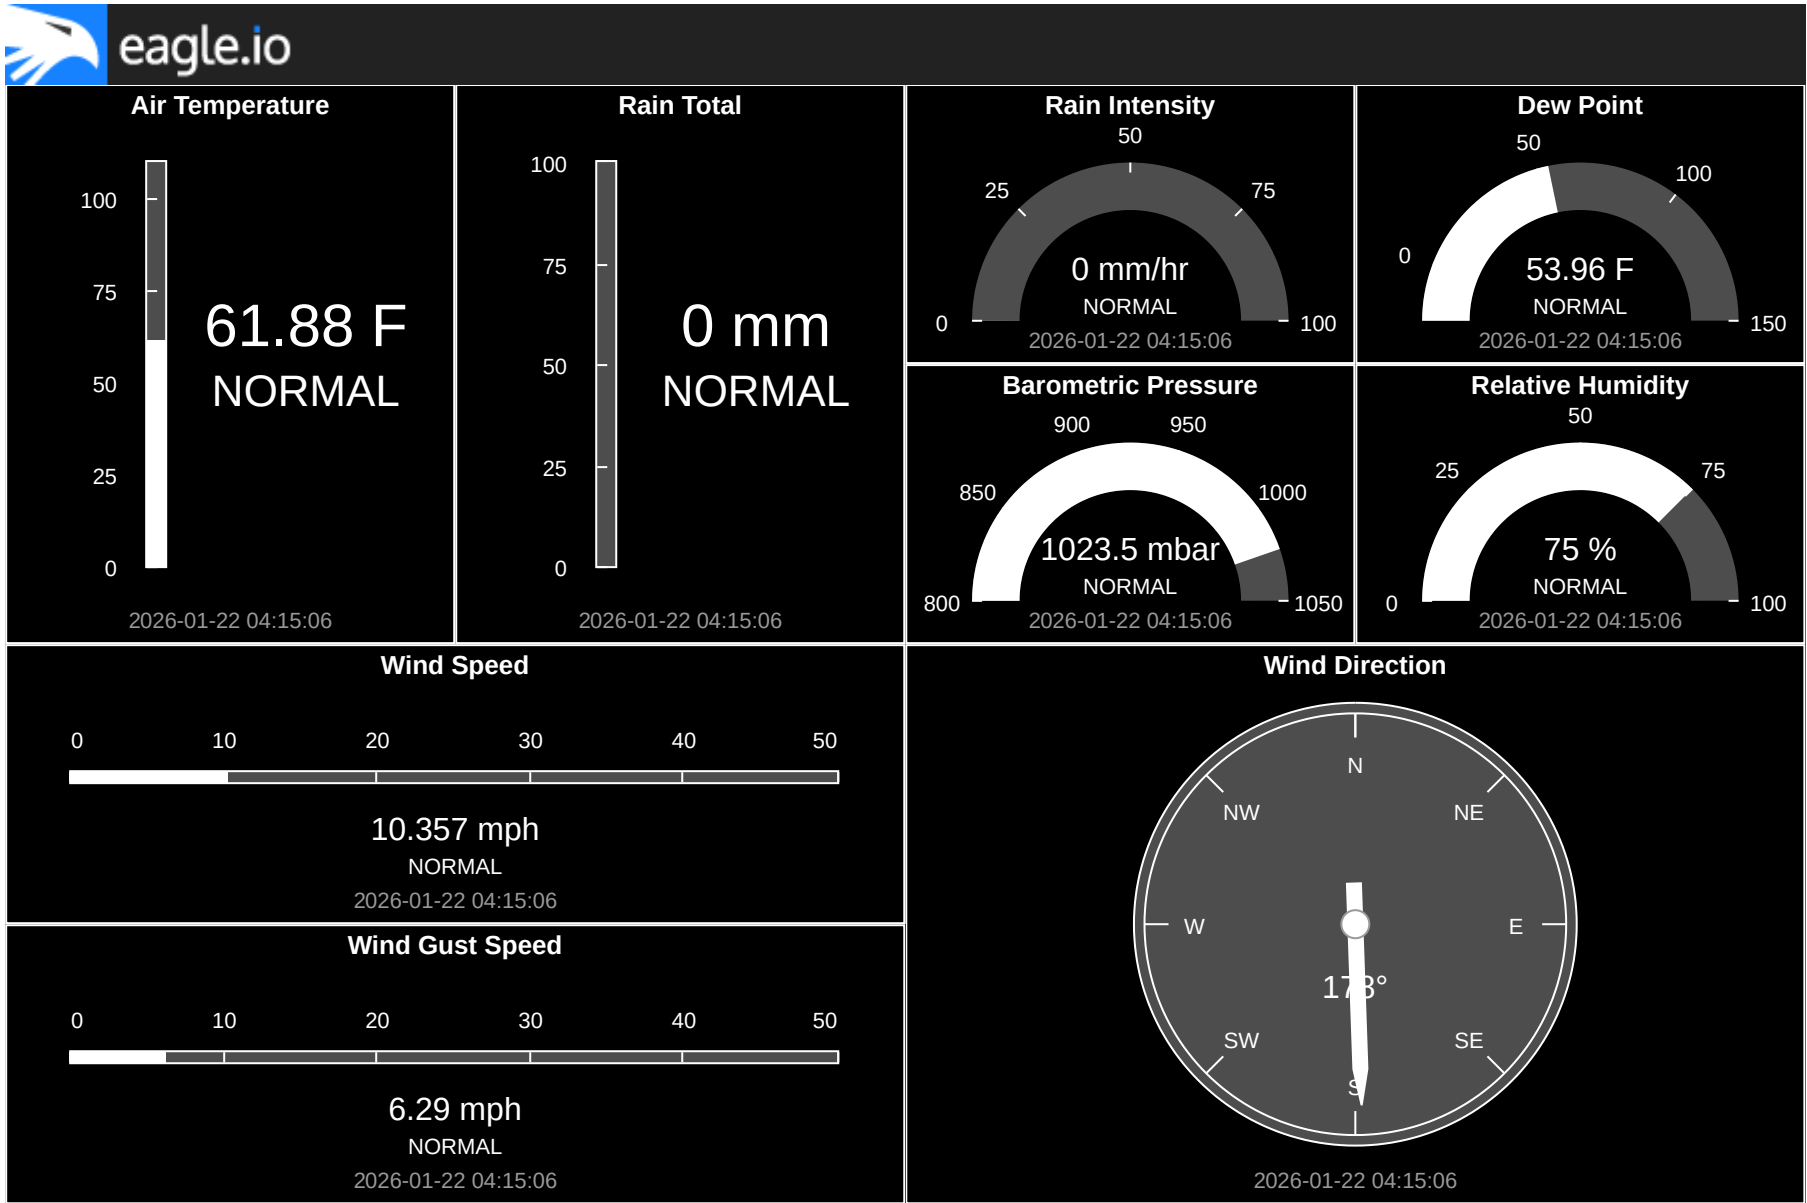 eagle.io
Air Temperature
100
75
50
25
0
61.88 F
NORMAL
2026-01-22 04:15:06
Rain Total
100
75
50
25
0
0 mm
NORMAL
2026-01-22 04:15:06
Rain Intensity
50
25
75
0
100
0 mm/hr
NORMAL
2026-01-22 04:15:06
Dew Point
50
100
0
150
53.96 F
NORMAL
2026-01-22 04:15:06
Barometric Pressure
900
950
850
1000
800
1050
1023.5 mbar
NORMAL
2026-01-22 04:15:06
Relative Humidity
50
25
75
0
100
75 %
NORMAL
2026-01-22 04:15:06
Wind Speed
0 10 20 30 40 50
10.357 mph
NORMAL
2026-01-22 04:15:06
Wind Gust Speed
0 10 20 30 40 50
6.29 mph
NORMAL
2026-01-22 04:15:06
Wind Direction
N
NW
NE
W
E
SW
SE
S
2026-01-22 04:15:06